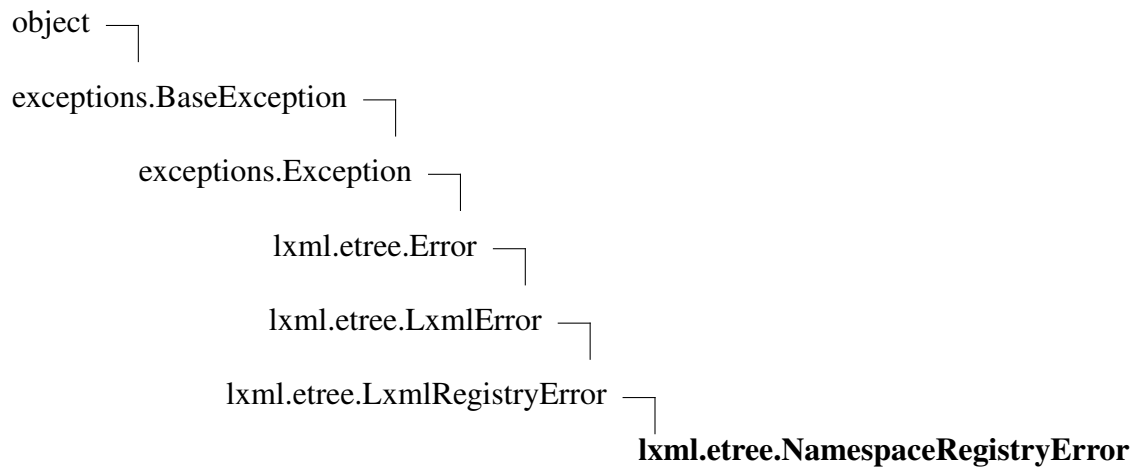 object
exceptions.BaseException
exceptions.Exception
lxml.etree.Error
lxml.etree.LxmlError
lxml.etree.LxmlRegistryError
lxml.etree.NamespaceRegistryError